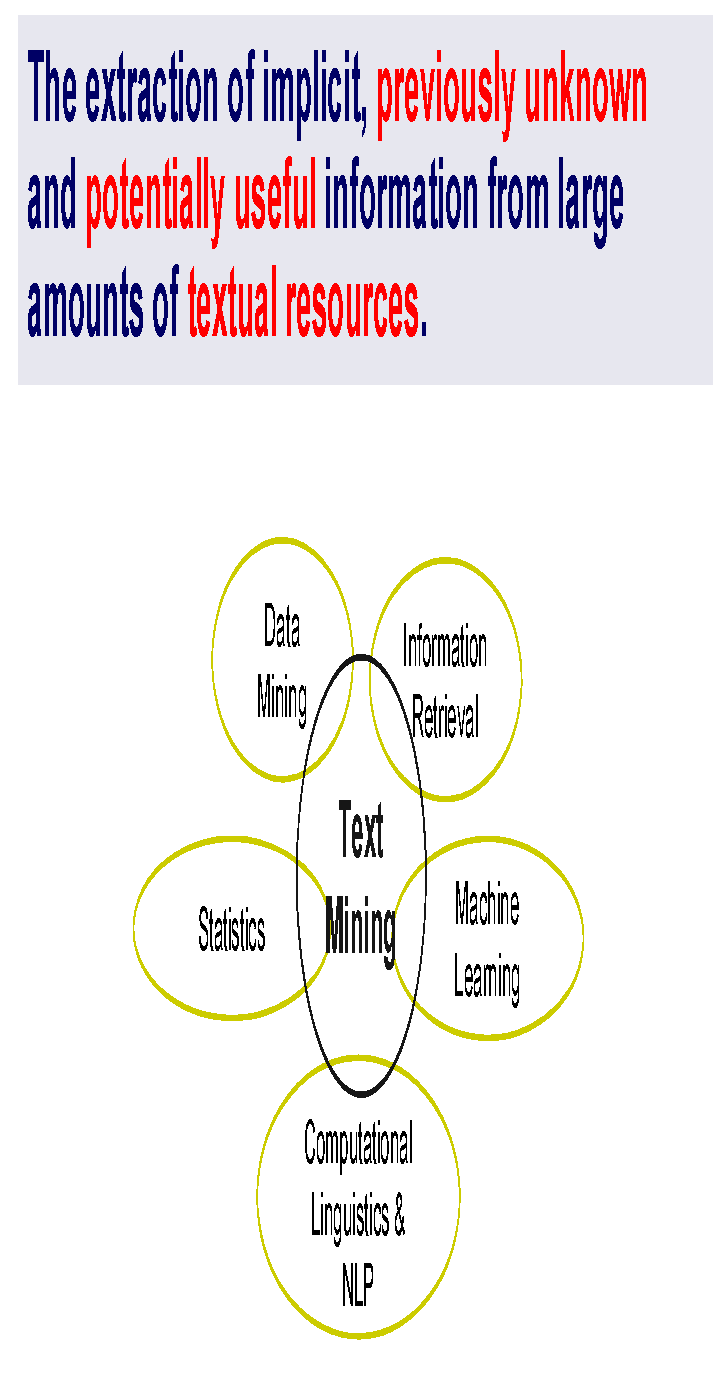 The extraction of implicit, previously unknown
and potentially useful information from large
amounts of textual resources.
Data
Mining
Information
Retrieval
Text
Mining
Statistics
Machine
Learning
Computational
Linguistics &
NLP